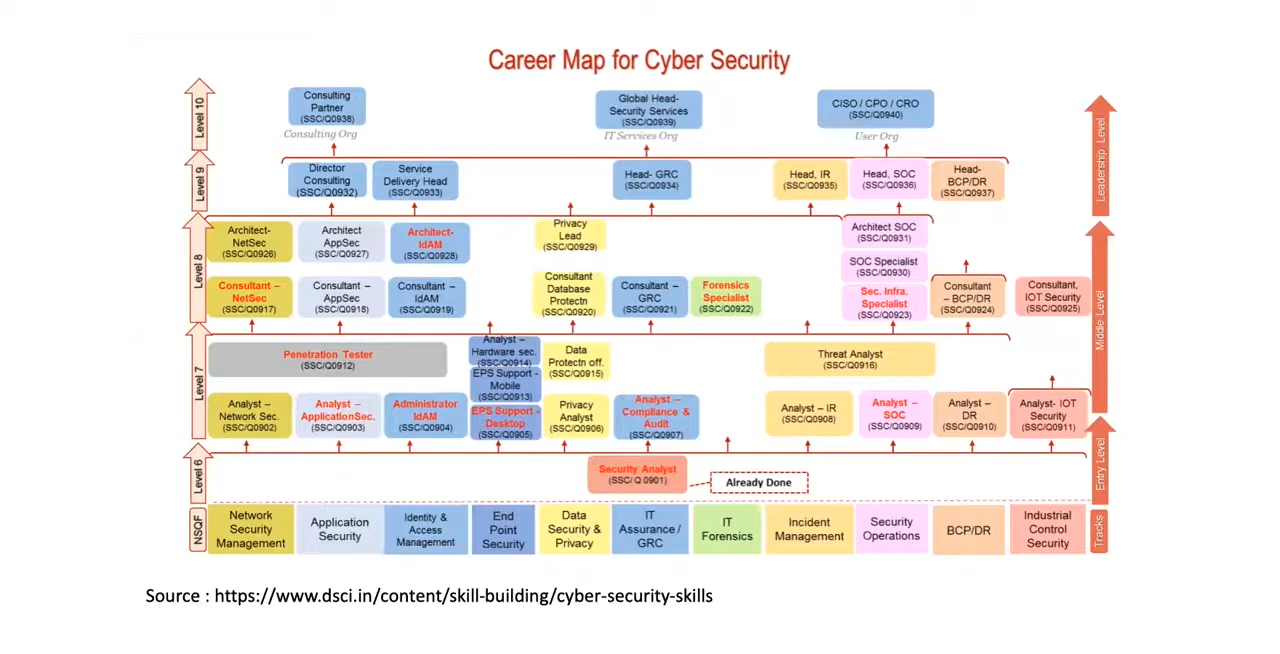 Career Map for Cyber Security
Level 10
Consulting
Partner
(SSC/Q0938)
Consulting Org
Global Head-
Security Services
(SSC/Q0939)
IT Services Org
CISO / CPO / CRO
(SSC/Q0940)
User Org
Leadership Level
Level 9
Director
Consulting
(SSC/Q0932)
Service
Delivery Head
(SSC/Q0933)
Head- GRC
(SSC/Q0934)
Head, IR
(SSC/Q0935)
Head, SOC
(SSC/Q0936)
Head-
BCP/DR
(SSC/Q0937)
Level 8
Architect-
NetSec
(SSC/Q0926)
Architect
AppSec
(SSC/Q0927)
Architect-
IdAM
(SSC/Q0928)
Privacy
Lead
(SSC/Q0929)
Architect SOC
(SSC/Q0931)
SOC Specialist
(SSC/Q0930)
Middle Level
Consultant –
NetSec
(SSC/Q0917)
Consultant –
AppSec
(SSC/Q0918)
Consultant –
IdAM
(SSC/Q0919)
Consultant
Database
Protectn
(SSC/Q0920)
Consultant –
GRC
(SSC/Q0921)
Forensics
Specialist
(SSC/Q0922)
Sec. Infra.
Specialist
(SSC/Q0923)
Consultant
– BCP/DR
(SSC/Q0924)
Consultant,
IOT Security
(SSC/Q0925)
Level 7
Penetration Tester
(SSC/Q0912)
Analyst –
Hardware sec.
(SSC/Q0914)
EPS Support -
Mobile
(SSC/Q0913)
Data
Protectn off.
(SSC/Q0915)
Threat Analyst
(SSC/Q0916)
Analyst –
Network Sec.
(SSC/Q0902)
Analyst –
ApplicationSec.
(SSC/Q0903)
Administrator
IdAM
(SSC/Q0904)
EPS Support -
Desktop
(SSC/Q0905)
Privacy
Analyst
(SSC/Q0906)
Analyst –
Compliance &
Audit
(SSC/Q0907)
Analyst – IR
(SSC/Q0908)
Analyst –
SOC
(SSC/Q0909)
Analyst –
DR
(SSC/Q0910)
Analyst- IOT
Security
(SSC/Q0911)
Level 6
Security Analyst
(SSC/ Q 0901)
Already Done
Entry Level
NSQF
Network
Security
Management
Application
Security
Identity &
Access
Management
End
Point
Security
Data
Security &
Privacy
IT
Assurance /
GRC
IT
Forensics
Incident
Management
Security
Operations
BCP/DR
Industrial
Control
Security
Tracks
Source : https://www.dsci.in/content/skill-building/cyber-security-skills